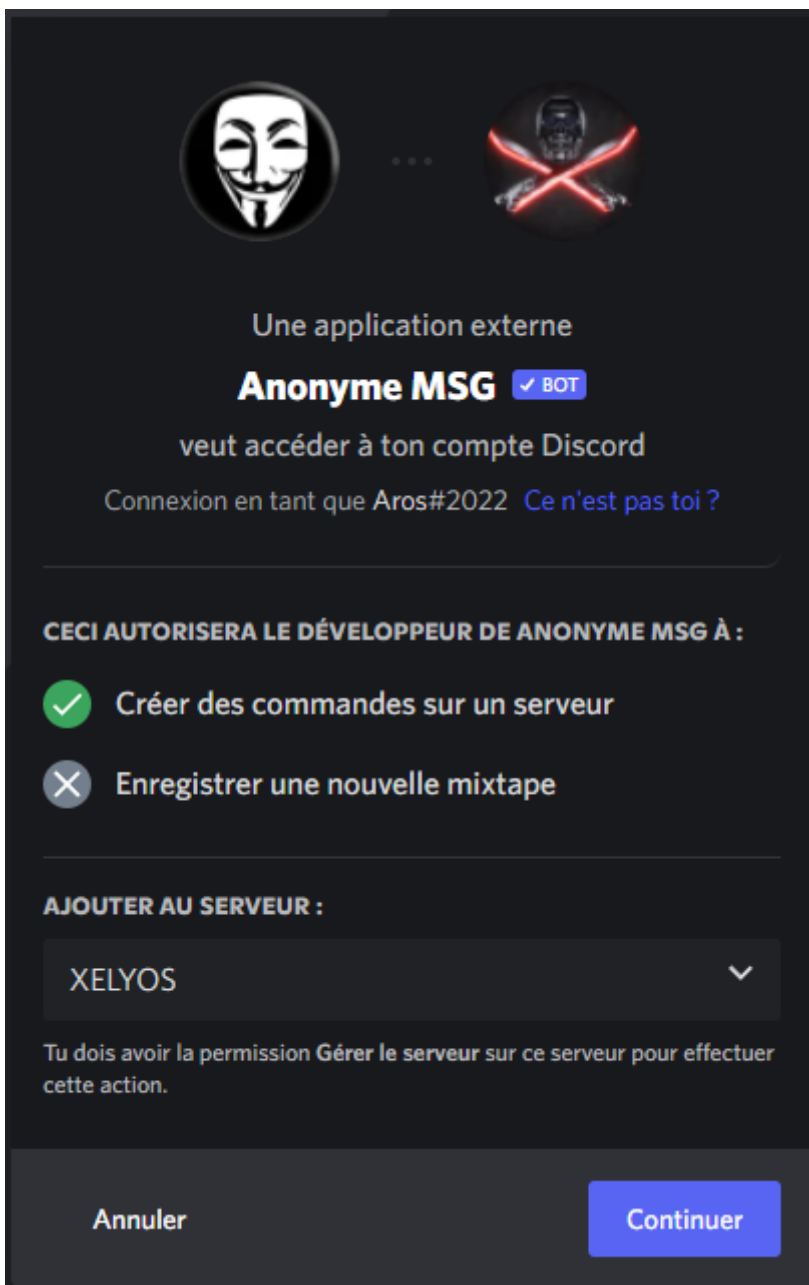 Une application externe
Anonyme MSG ✓ BOT
veut accéder à ton compte Discord
Connexion en tant que Aros#2022 Ce n'est pas toi ?
CECI AUTORISERA LE DÉVELOPPEUR DE ANONYME MSG À :
Créer des commandes sur un serveur
Enregistrer une nouvelle mixtape
AJOUTER AU SERVEUR :
XELYOS
Tu dois avoir la permission Gérer le serveur sur ce serveur pour effectuer
cette action.
Annuler Continuer